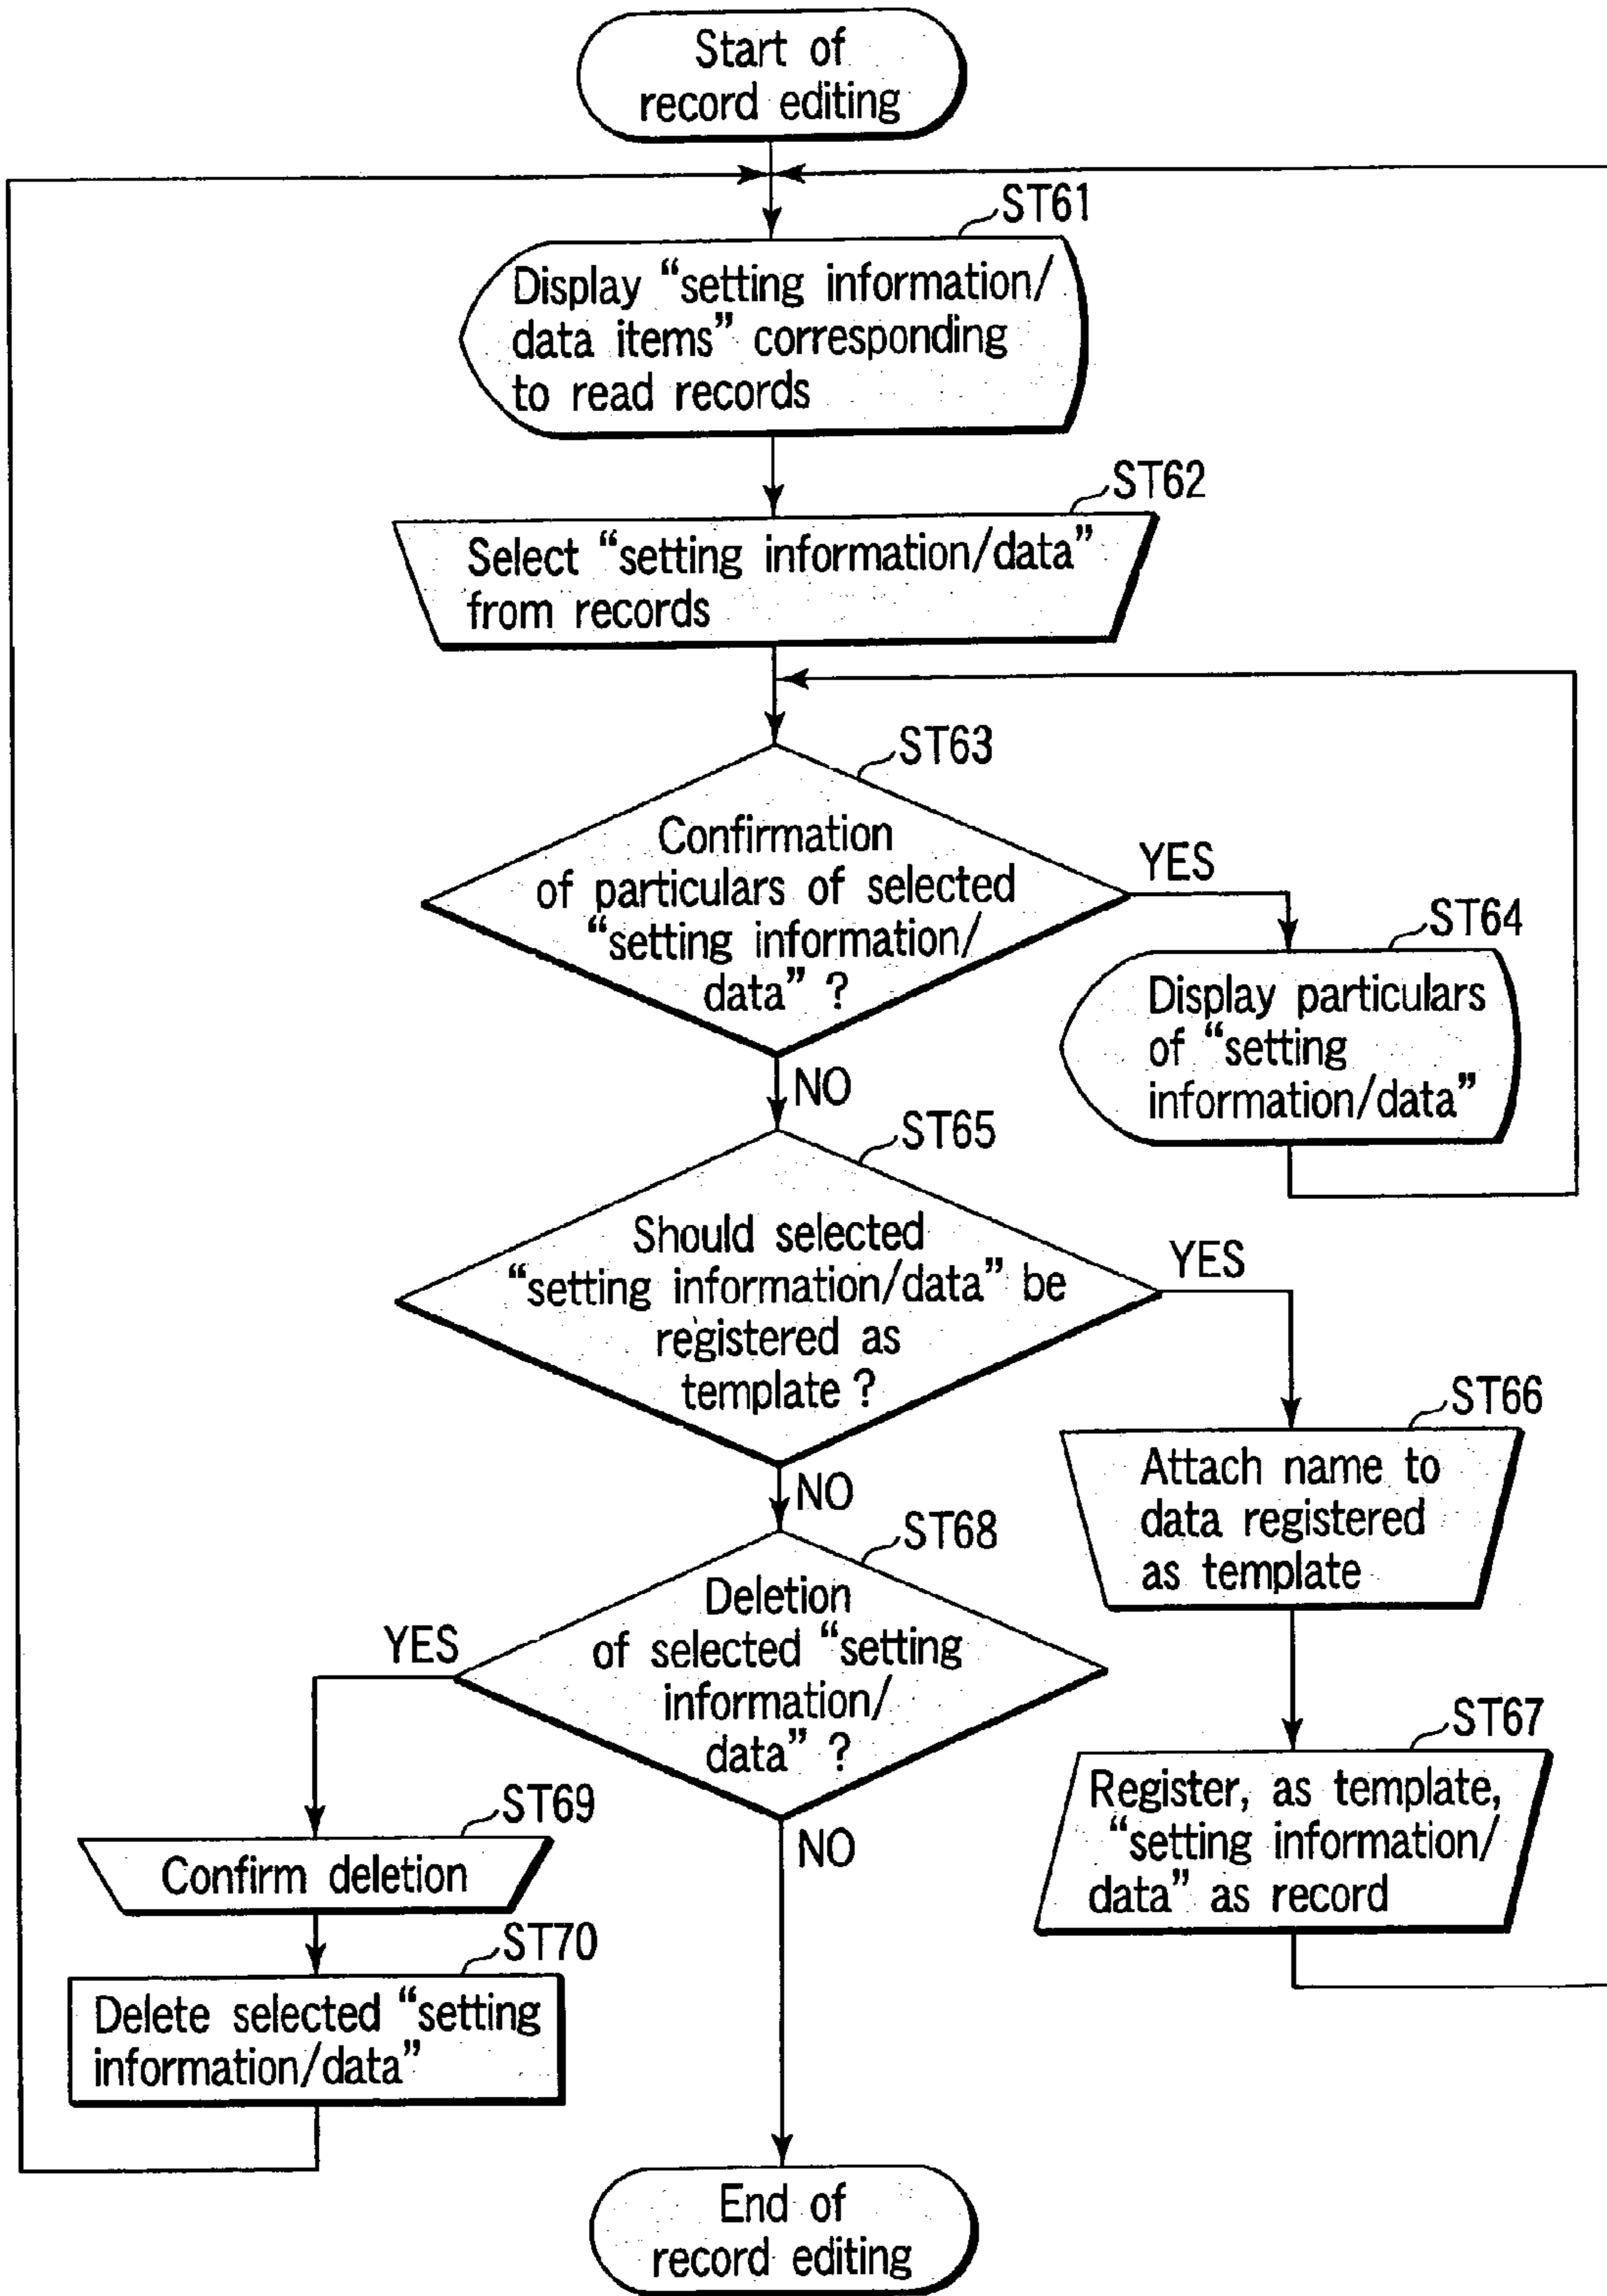 Start of
record editing
ST61
Display “setting information/
data items” corresponding
to read records
ST62
Select “setting information/data”
from records
ST63
Confirmation
of particulars of selected
“setting information/
data” ?
YES
ST64
Display particulars
of “setting
information/data”
NO
ST65
Should selected
“setting information/data” be
registered as
template ?
YES
ST66
Attach name to
data registered
as template
NO
ST68
Deletion
of selected “setting
information/
data” ?
YES
ST67
Register, as template,
“setting information/
data” as record
ST69
Confirm deletion
NO
ST70
Delete selected “setting
information/data”
End of
record editing